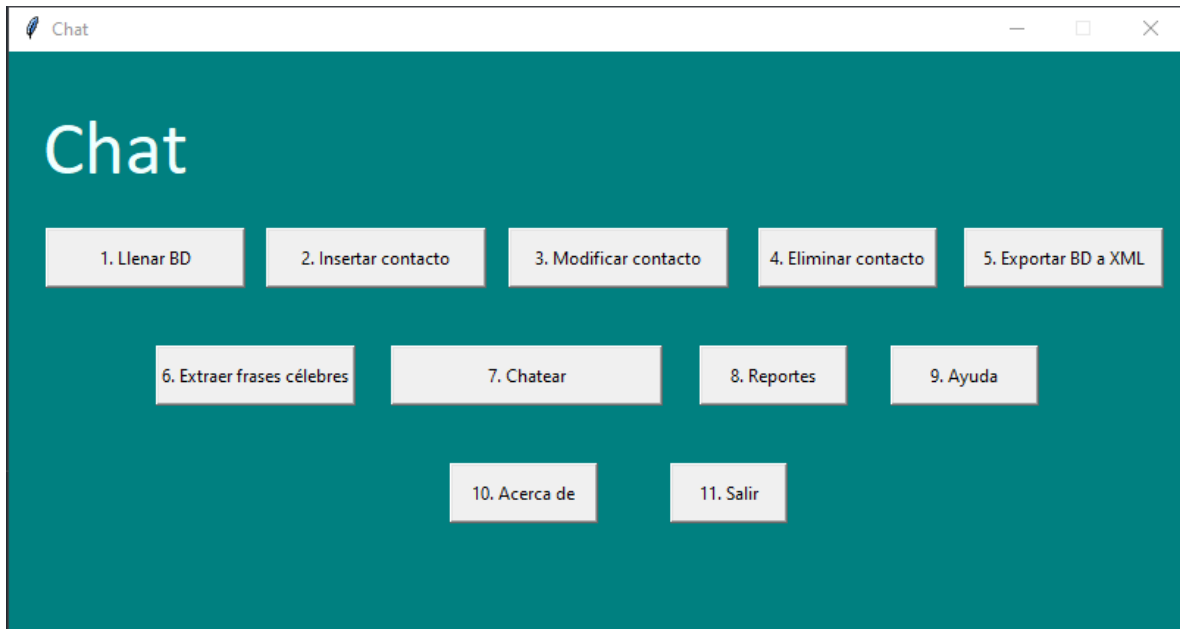 Chat
Chat
1. Llenar BD
2. Insertar contacto
3. Modificar contacto
4. Eliminar contacto
5. Exportar BD a XML
6. Extraer frases célebres
7. Chatear
8. Reportes
9. Ayuda
10. Acerca de
11. Salir